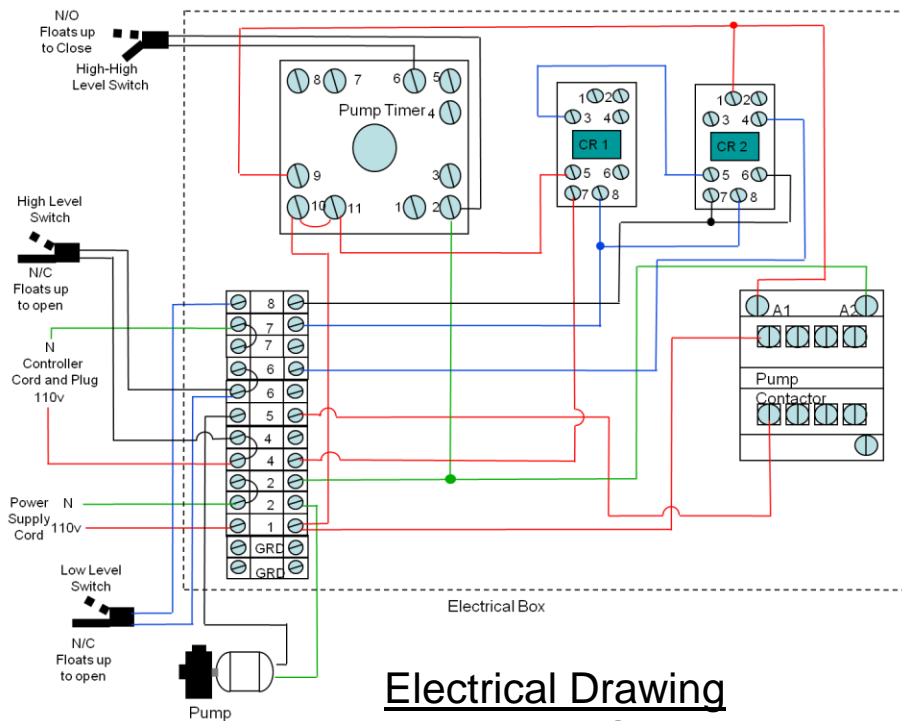 N/O
Floats up
to Close
High-High
Level Switch
8 7 6 5
Pump Timer 4
9 3
10 11 1 2
1 2
3 4
CR 1
5 6
7 8
1 2
3 4
CR 2
5 6
7 8
High Level
Switch
N/C
Floats up
to open
N
Controller
Cord and Plug
110v
8
7
7
6
6
5
4
4
2
2
1
GRD
GRD
A1 A2
Pump
Contactor
Power N
Supply
Cord 110v
Low Level
Switch
N/C
Floats up
to open
Electrical Box
Pump
Electrical Drawing